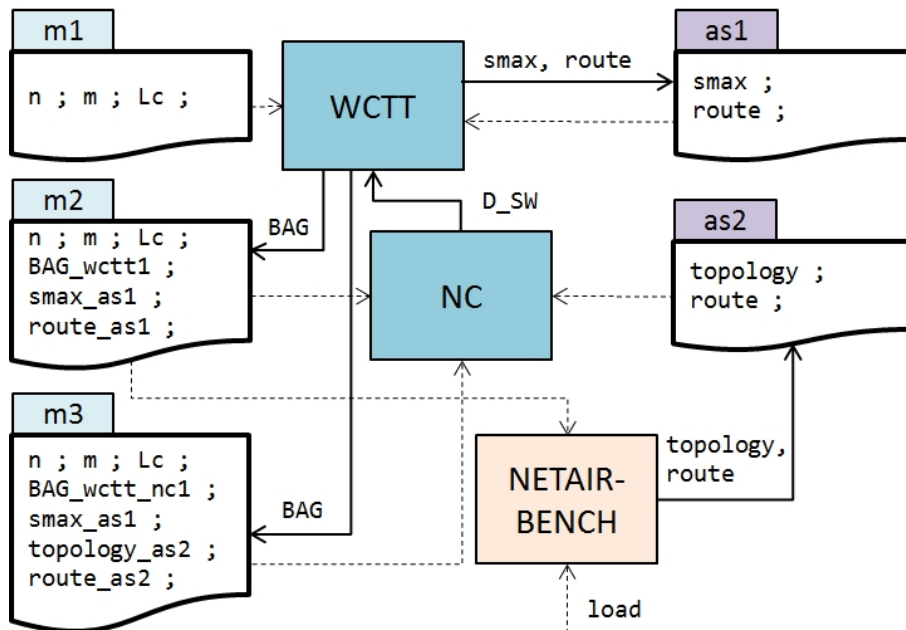 m1
n ; m ; Lc ;
WCTT
smax, route
as1
smax ;
route ;
m2
n ; m ; Lc ;
BAG_wctt1 ;
smax_as1 ;
route_as1 ;
BAG
D_SW
NC
as2
topology ;
route ;
m3
n ; m ; Lc ;
BAG_wctt_nc1 ;
smax_as1 ;
topology_as2 ;
route_as2 ;
BAG
NETAIR-
BENCH
topology,
route
load